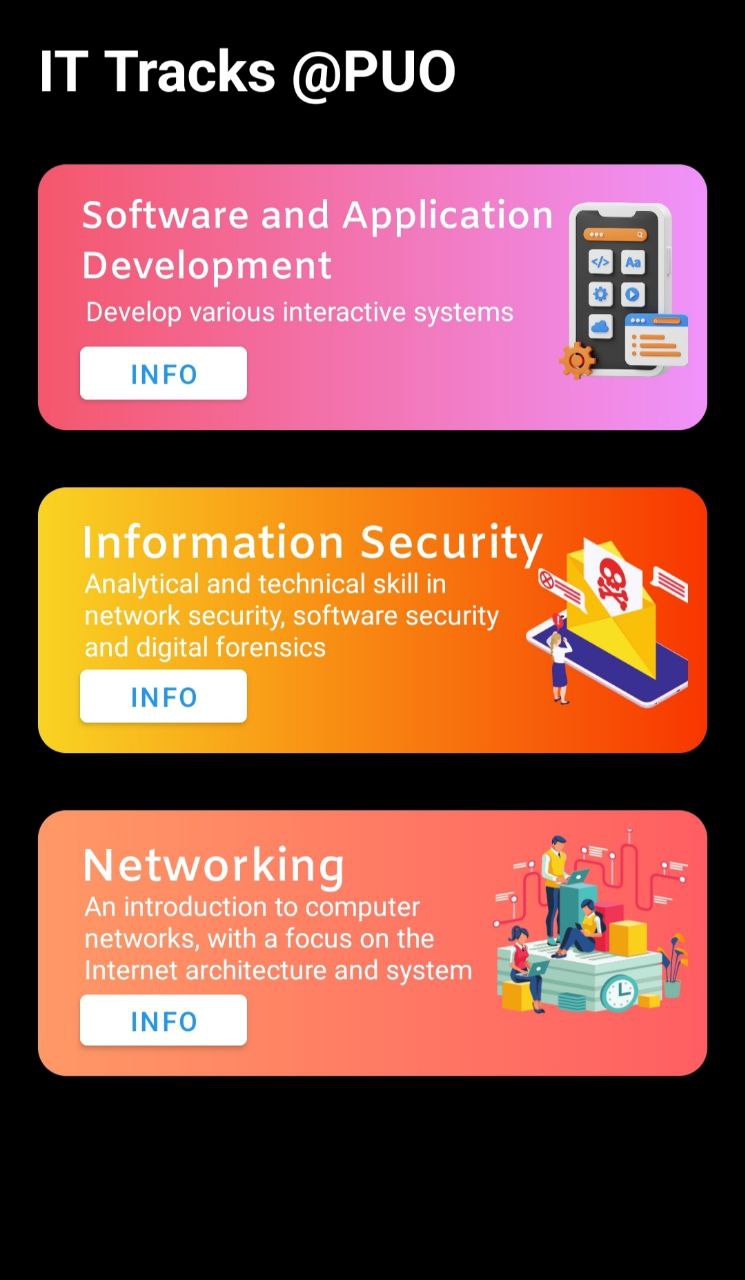 IT Tracks @PUO
Software and Application
Development
Develop various interactive systems
INFO
</>
Aa
Information Security
Analytical and technical skill in
network security, software security
and digital forensics
INFO
Networking
An introduction to computer
networks, with a focus on the
Internet architecture and system
INFO